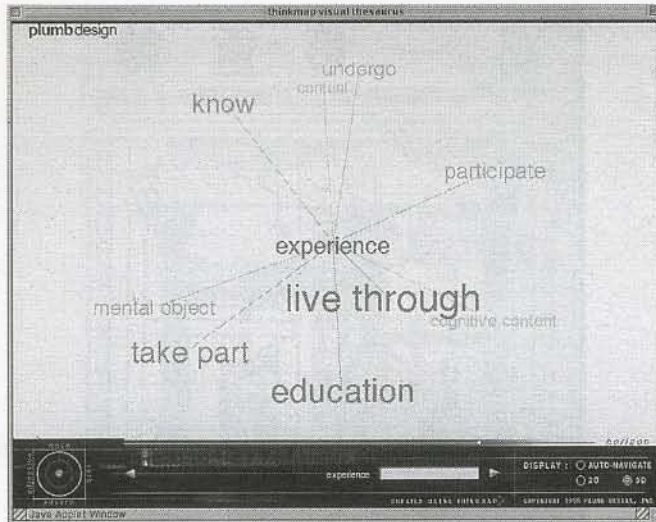 thinkmap visual thesaurus
plumbdesign
undergo
content
know
participate
experience
live through
mental object
cognitive content
take part
education
horizon
experience
DISPLAY : AUTO-NAVIGATE
2D 3D
Java Applet Window